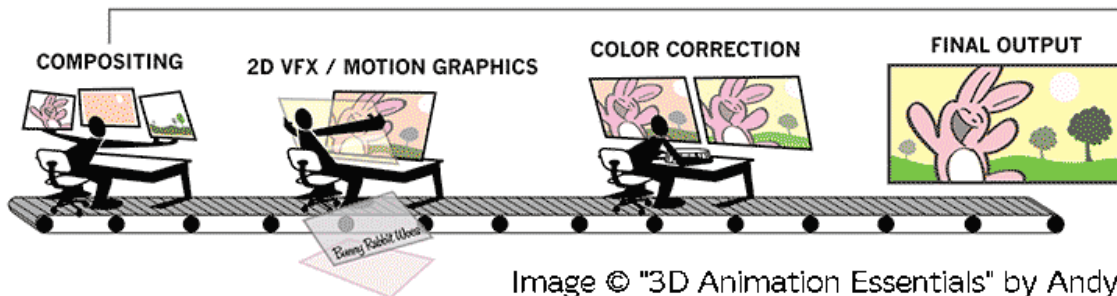 COMPOSITING
2D VFX / MOTION GRAPHICS
COLOR CORRECTION
FINAL OUTPUT
Bunny Rabbit Woes
Image © "3D Animation Essentials" by Andy